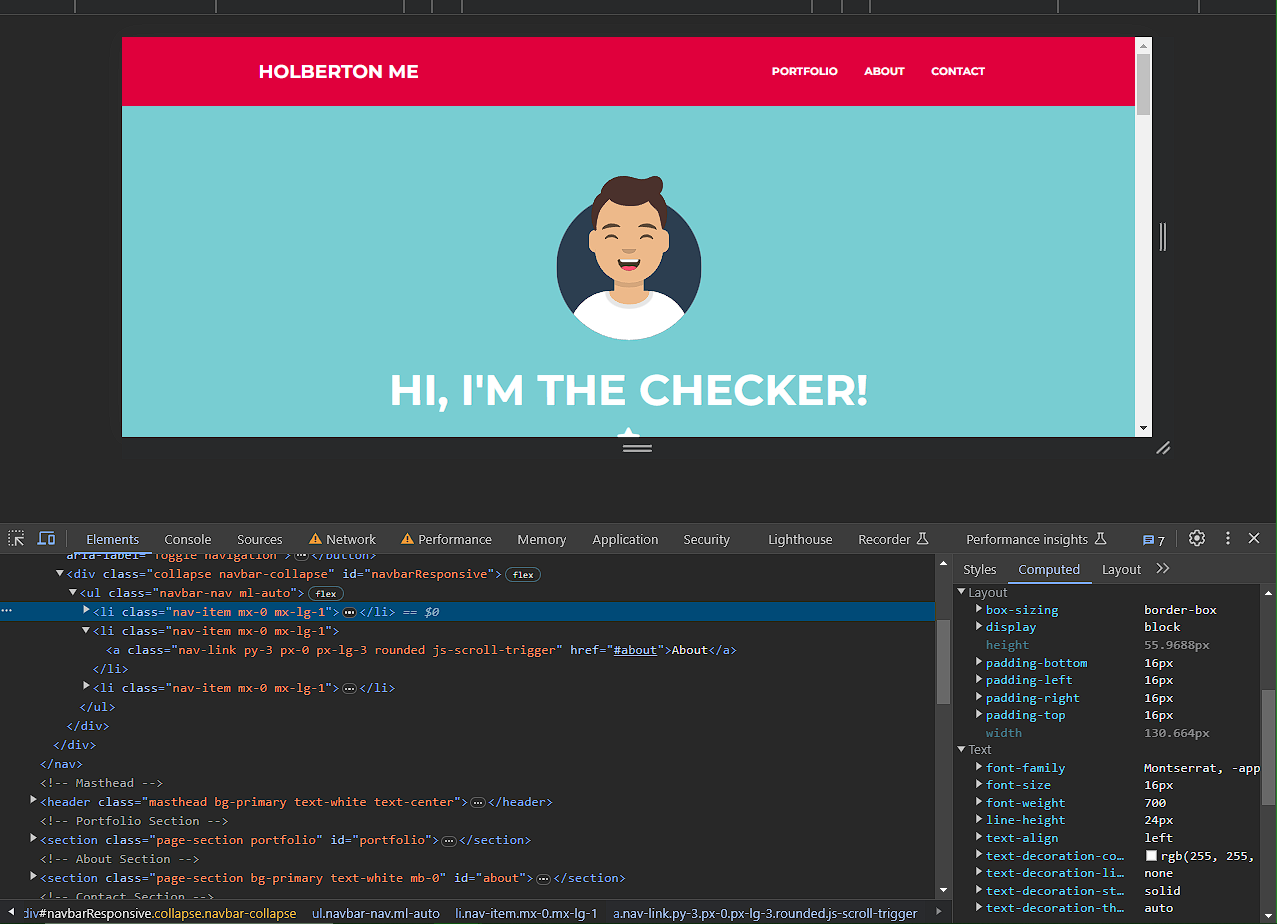 HOLBERTON ME PORTFOLIO ABOUT CONTACT
HI, I'M THE CHECKER!
Elements Console Sources Network Performance Memory Application Security Lighthouse Recorder Performance insights 7
aria-label="Toggle navigation">…</button>
<div class="collapse navbar-collapse" id="navbarResponsive"> flex
<ul class="navbar-nav ml-auto"> flex
… <li class="nav-item mx-0 mx-lg-1">…</li> == $0
<li class="nav-item mx-0 mx-lg-1">
<a class="nav-link py-3 px-0 px-lg-3 rounded js-scroll-trigger" href="#about">About</a>
</li>
<li class="nav-item mx-0 mx-lg-1">…</li>
</ul>
</div>
</div>
</nav>
<!-- Masthead -->
<header class="masthead bg-primary text-white text-center">…</header>
<!-- Portfolio Section -->
<section class="page-section portfolio" id="portfolio">…</section>
<!-- About Section -->
<section class="page-section bg-primary text-white mb-0" id="about">…</section>
<!-- Contact Section -->
div#navbarResponsive.collapse.navbar-collapse ul.navbar-nav.ml-auto li.nav-item.mx-0.mx-lg-1 a.nav-link.py-3.px-0.px-lg-3.rounded.js-scroll-trigger
Styles Computed Layout
Layout
box-sizing border-box
display block
height 55.9688px
padding-bottom 16px
padding-left 16px
padding-right 16px
padding-top 16px
width 130.664px
Text
font-family Montserrat, -app
font-size 16px
font-weight 700
line-height 24px
text-align left
text-decoration-co… rgb(255, 255,
text-decoration-li… none
text-decoration-st… solid
text-decoration-th… auto